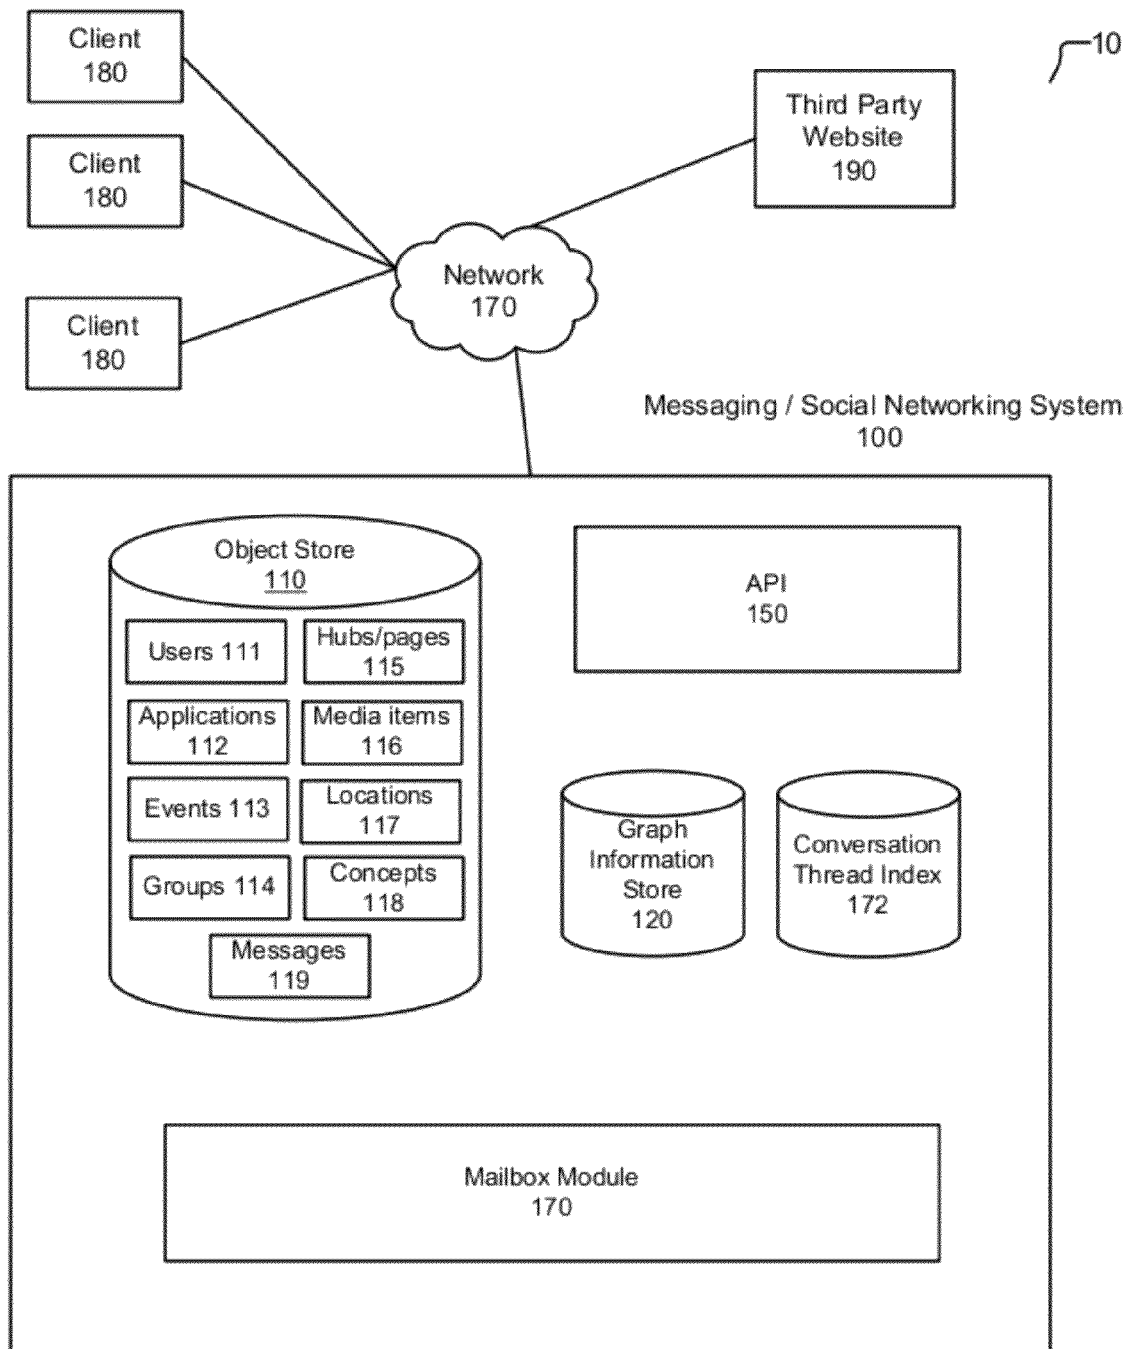 Client
180
10
Third Party
Website
190
Client
180
Network
170
Client
180
Messaging / Social Networking System
100
Object Store
110
API
150
Users 111
Hubs/pages
115
Applications
112
Media items
116
Events 113
Locations
117
Groups 114
Concepts
118
Messages
119
Graph
Information
Store
120
Conversation
Thread Index
172
Mailbox Module
170